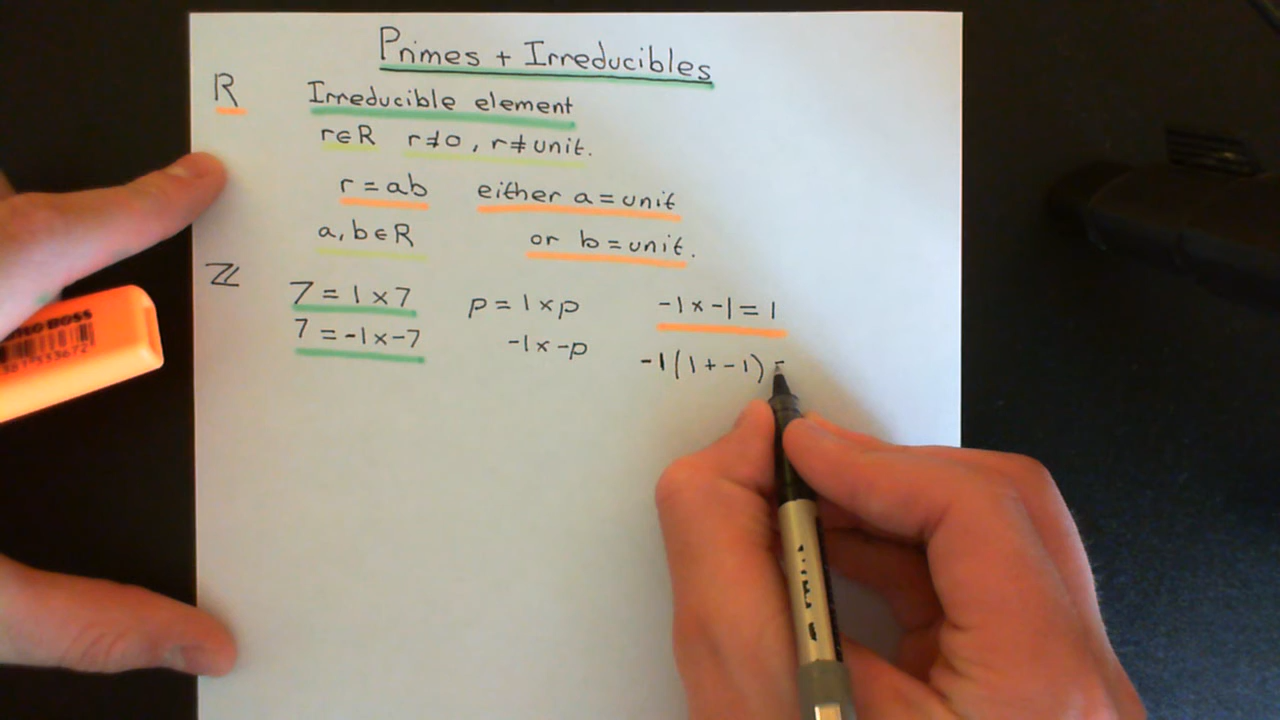 Primes + Irreducibles
R Irreducible element
r∈R r≠0, r≠unit.
r = ab either a = unit
a, b ∈ R or b = unit.
ℤ 7 = 1 × 7 p = 1 × p -1 × -1 = 1
7 = -1 × -7 -1 × -p -1(1 + -1) =
BOSS